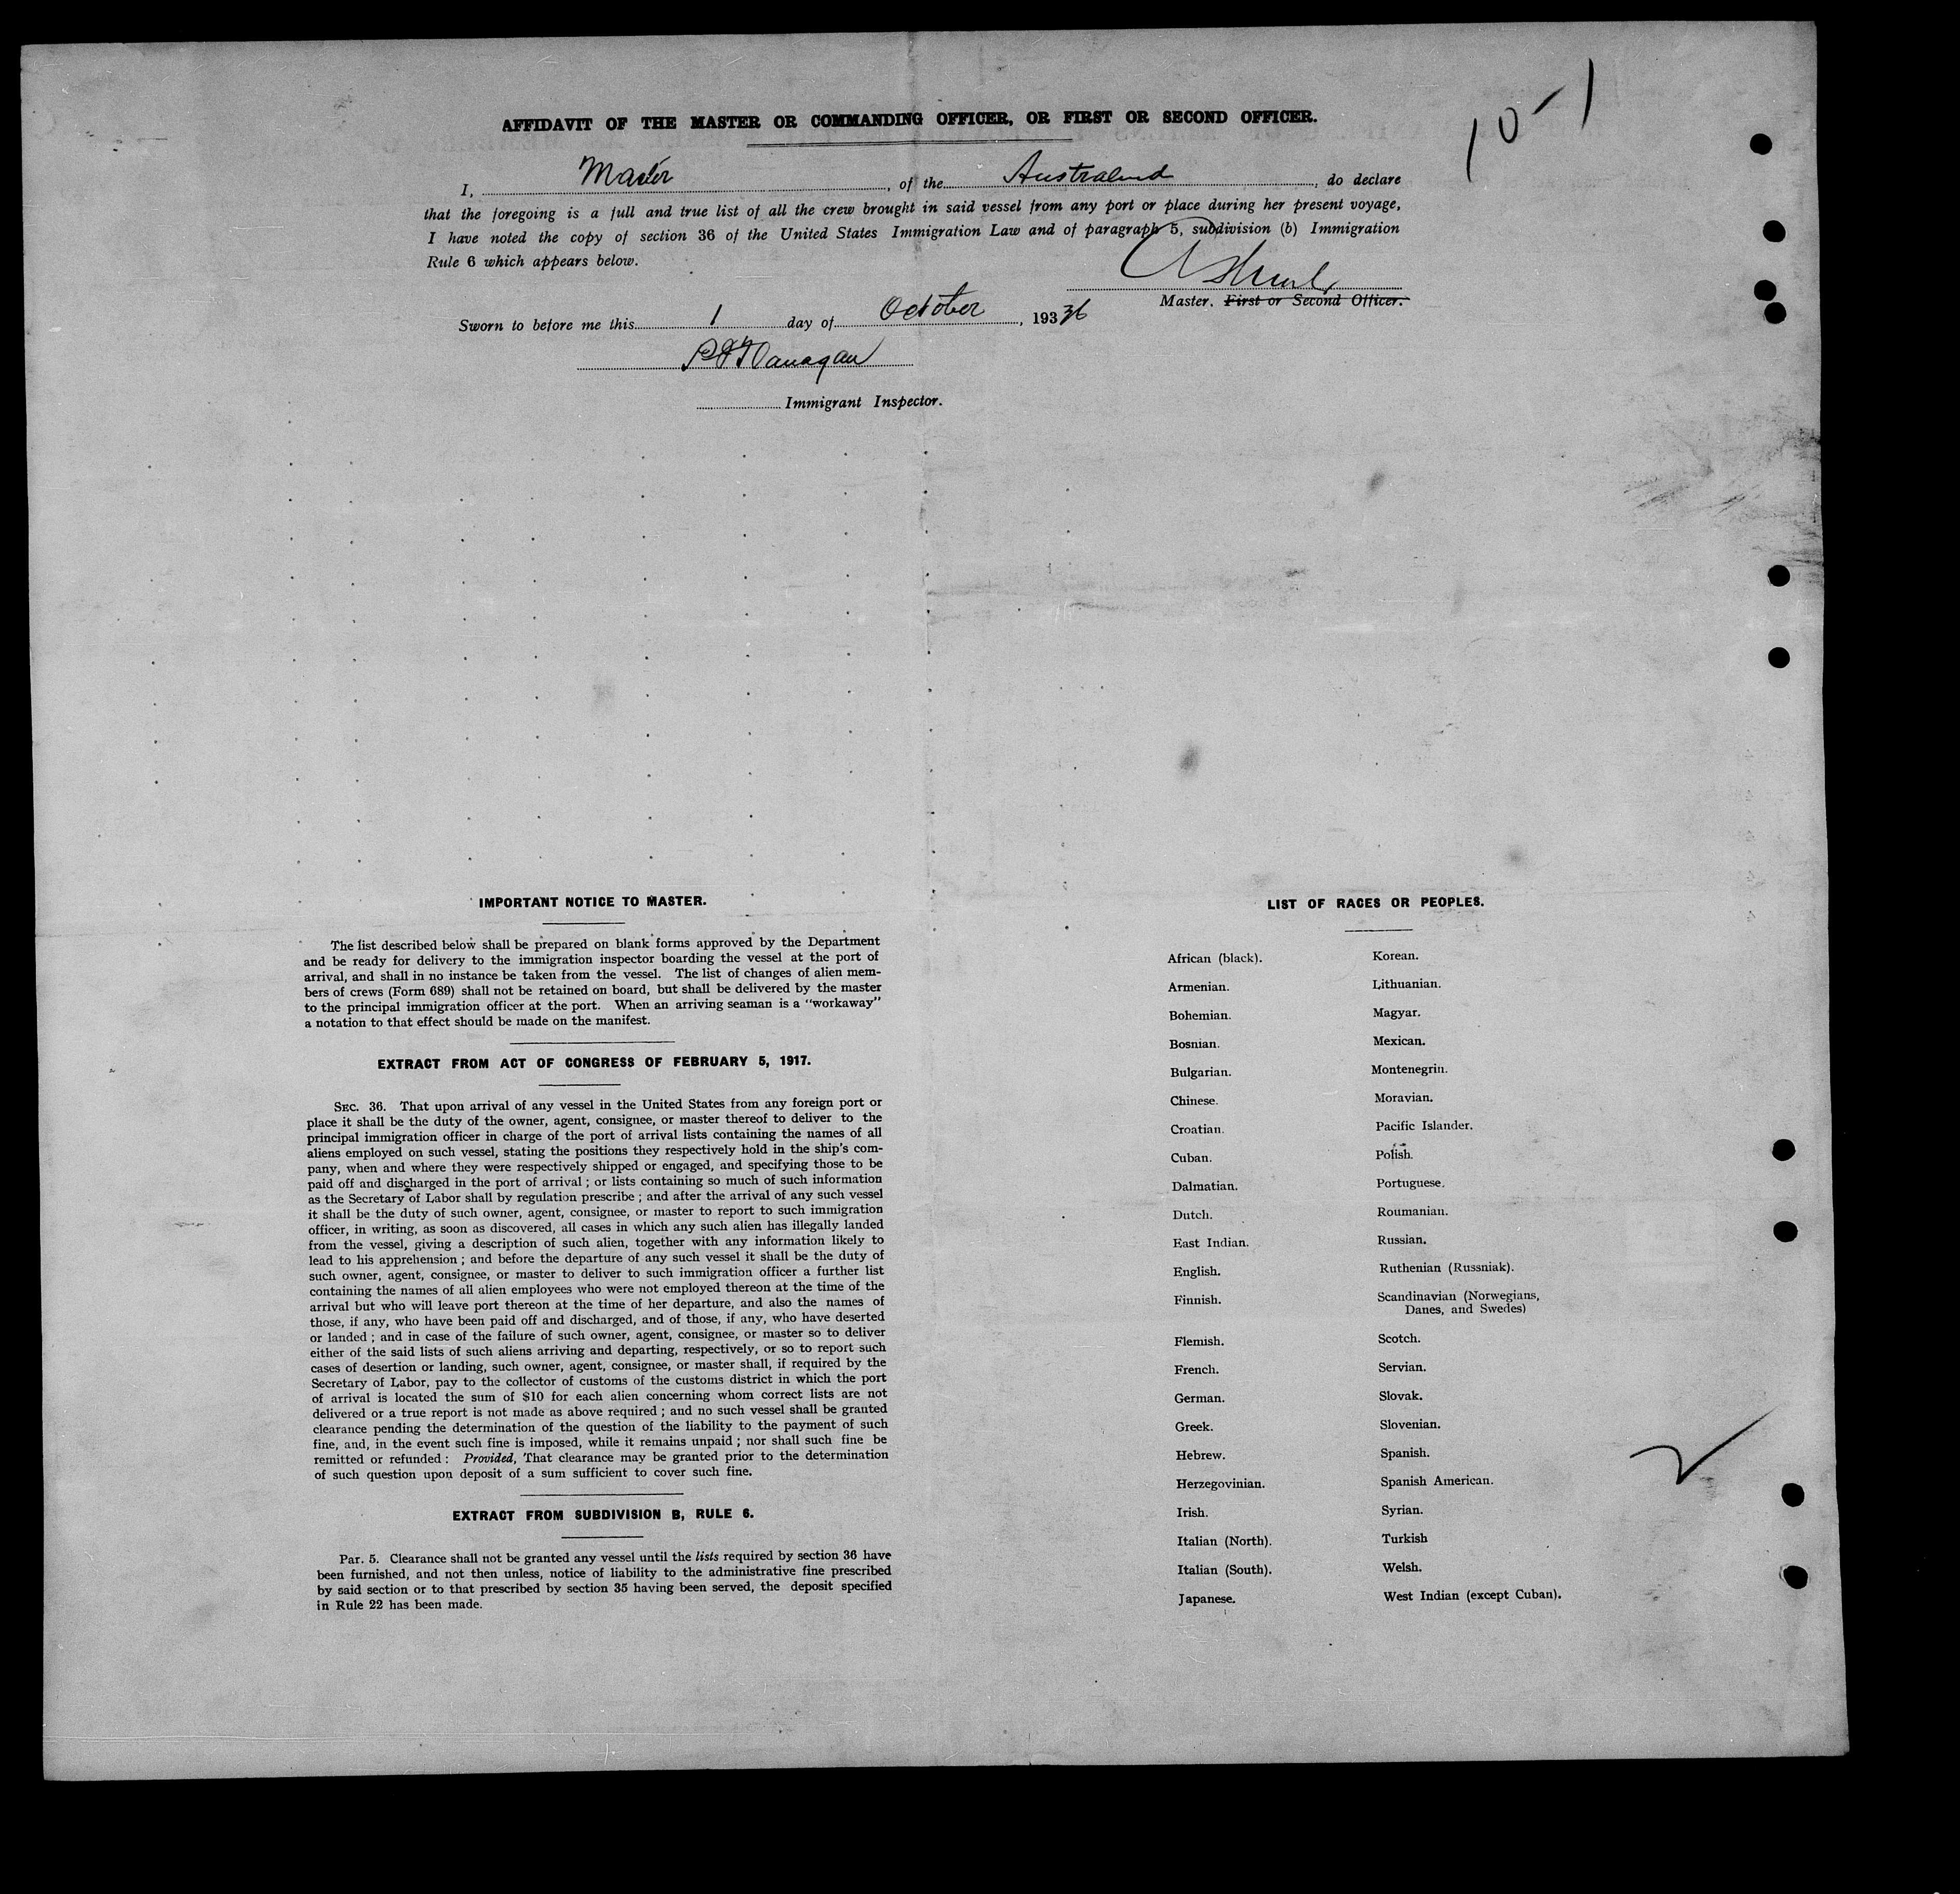 10-1
AFFIDAVIT OF THE MASTER OR COMMANDING OFFICER, OR FIRST OR SECOND OFFICER.
I, Master, of the Australind, do declare
that the foregoing is a full and true list of all the crew brought in said vessel from any port or place during her present voyage,
I have noted the copy of section 36 of the United States Immigration Law and of paragraph 5, subdivision (b) Immigration
Rule 6 which appears below.
Master. First or Second Officer.
Sworn to before me this 1 day of October, 1936
P J Flanagan
Immigrant Inspector.
IMPORTANT NOTICE TO MASTER.
The list described below shall be prepared on blank forms approved by the Department
and be ready for delivery to the immigration inspector boarding the vessel at the port of
arrival, and shall in no instance be taken from the vessel. The list of changes of alien mem-
bers of crews (Form 689) shall not be retained on board, but shall be delivered by the master
to the principal immigration officer at the port. When an arriving seaman is a "workaway"
a notation to that effect should be made on the manifest.
EXTRACT FROM ACT OF CONGRESS OF FEBRUARY 5, 1917.
SEC. 36. That upon arrival of any vessel in the United States from any foreign port or
place it shall be the duty of the owner, agent, consignee, or master thereof to deliver to the
principal immigration officer in charge of the port of arrival lists containing the names of all
aliens employed on such vessel, stating the positions they respectively hold in the ship's com-
pany, when and where they were respectively shipped or engaged, and specifying those to be
paid off and discharged in the port of arrival; or lists containing so much of such information
as the Secretary of Labor shall by regulation prescribe; and after the arrival of any such vessel
it shall be the duty of such owner, agent, consignee, or master to report to such immigration
officer, in writing, as soon as discovered, all cases in which any such alien has illegally landed
from the vessel, giving a description of such alien, together with any information likely to
lead to his apprehension; and before the departure of any such vessel it shall be the duty of
such owner, agent, consignee, or master to deliver to such immigration officer a further list
containing the names of all alien employees who were not employed thereon at the time of the
arrival but who will leave port thereon at the time of her departure, and also the names of
those, if any, who have been paid off and discharged, and of those, if any, who have deserted
or landed; and in case of the failure of such owner, agent, consignee, or master so to deliver
either of the said lists of such aliens arriving and departing, respectively, or so to report such
cases of desertion or landing, such owner, agent, consignee, or master shall, if required by the
Secretary of Labor, pay to the collector of customs of the customs district in which the port
of arrival is located the sum of $10 for each alien concerning whom correct lists are not
delivered or a true report is not made as above required; and no such vessel shall be granted
clearance pending the determination of the question of the liability to the payment of such
fine, and, in the event such fine is imposed, while it remains unpaid; nor shall such fine be
remitted or refunded: Provided, That clearance may be granted prior to the determination
of such question upon deposit of a sum sufficient to cover such fine.
EXTRACT FROM SUBDIVISION B, RULE 6.
Par. 5. Clearance shall not be granted any vessel until the lists required by section 36 have
been furnished, and not then unless, notice of liability to the administrative fine prescribed
by said section or to that prescribed by section 35 having been served, the deposit specified
in Rule 22 has been made.
LIST OF RACES OR PEOPLES.
African (black).
Armenian.
Bohemian.
Bosnian.
Bulgarian.
Chinese.
Croatian.
Cuban.
Dalmatian.
Dutch.
East Indian.
English.
Finnish.
Flemish.
French.
German.
Greek.
Hebrew.
Herzegovinian.
Irish.
Italian (North).
Italian (South).
Japanese.
Korean.
Lithuanian.
Magyar.
Mexican.
Montenegrin.
Moravian.
Pacific Islander.
Polish.
Portuguese.
Roumanian.
Russian.
Ruthenian (Russniak).
Scandinavian (Norwegians,
Danes, and Swedes)
Scotch.
Servian.
Slovak.
Slovenian.
Spanish.
Spanish American.
Syrian.
Turkish
Welsh.
West Indian (except Cuban).